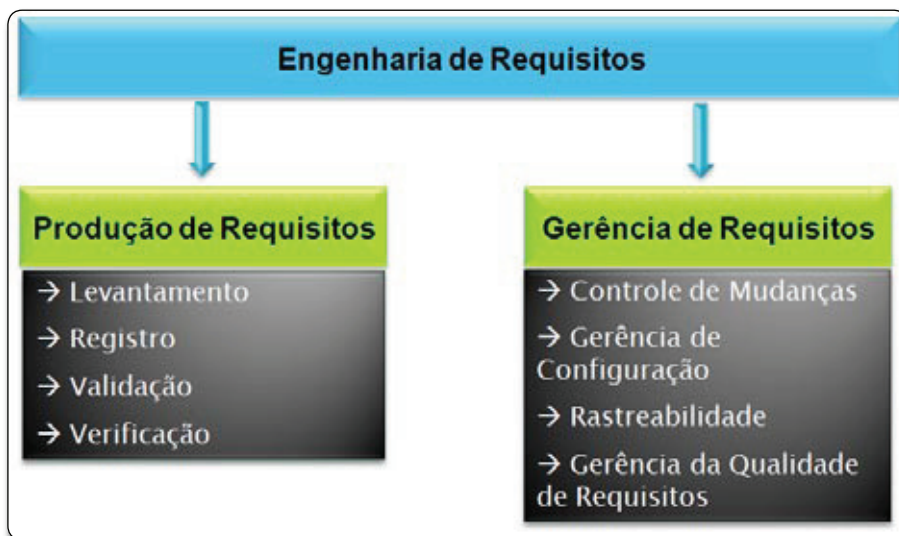 Engenharia de Requisitos
Produção de Requisitos
→ Levantamento
→ Registro
→ Validação
→ Verificação
Gerência de Requisitos
→ Controle de Mudanças
→ Gerência de
Configuração
→ Rastreabilidade
→ Gerência da Qualidade
de Requisitos